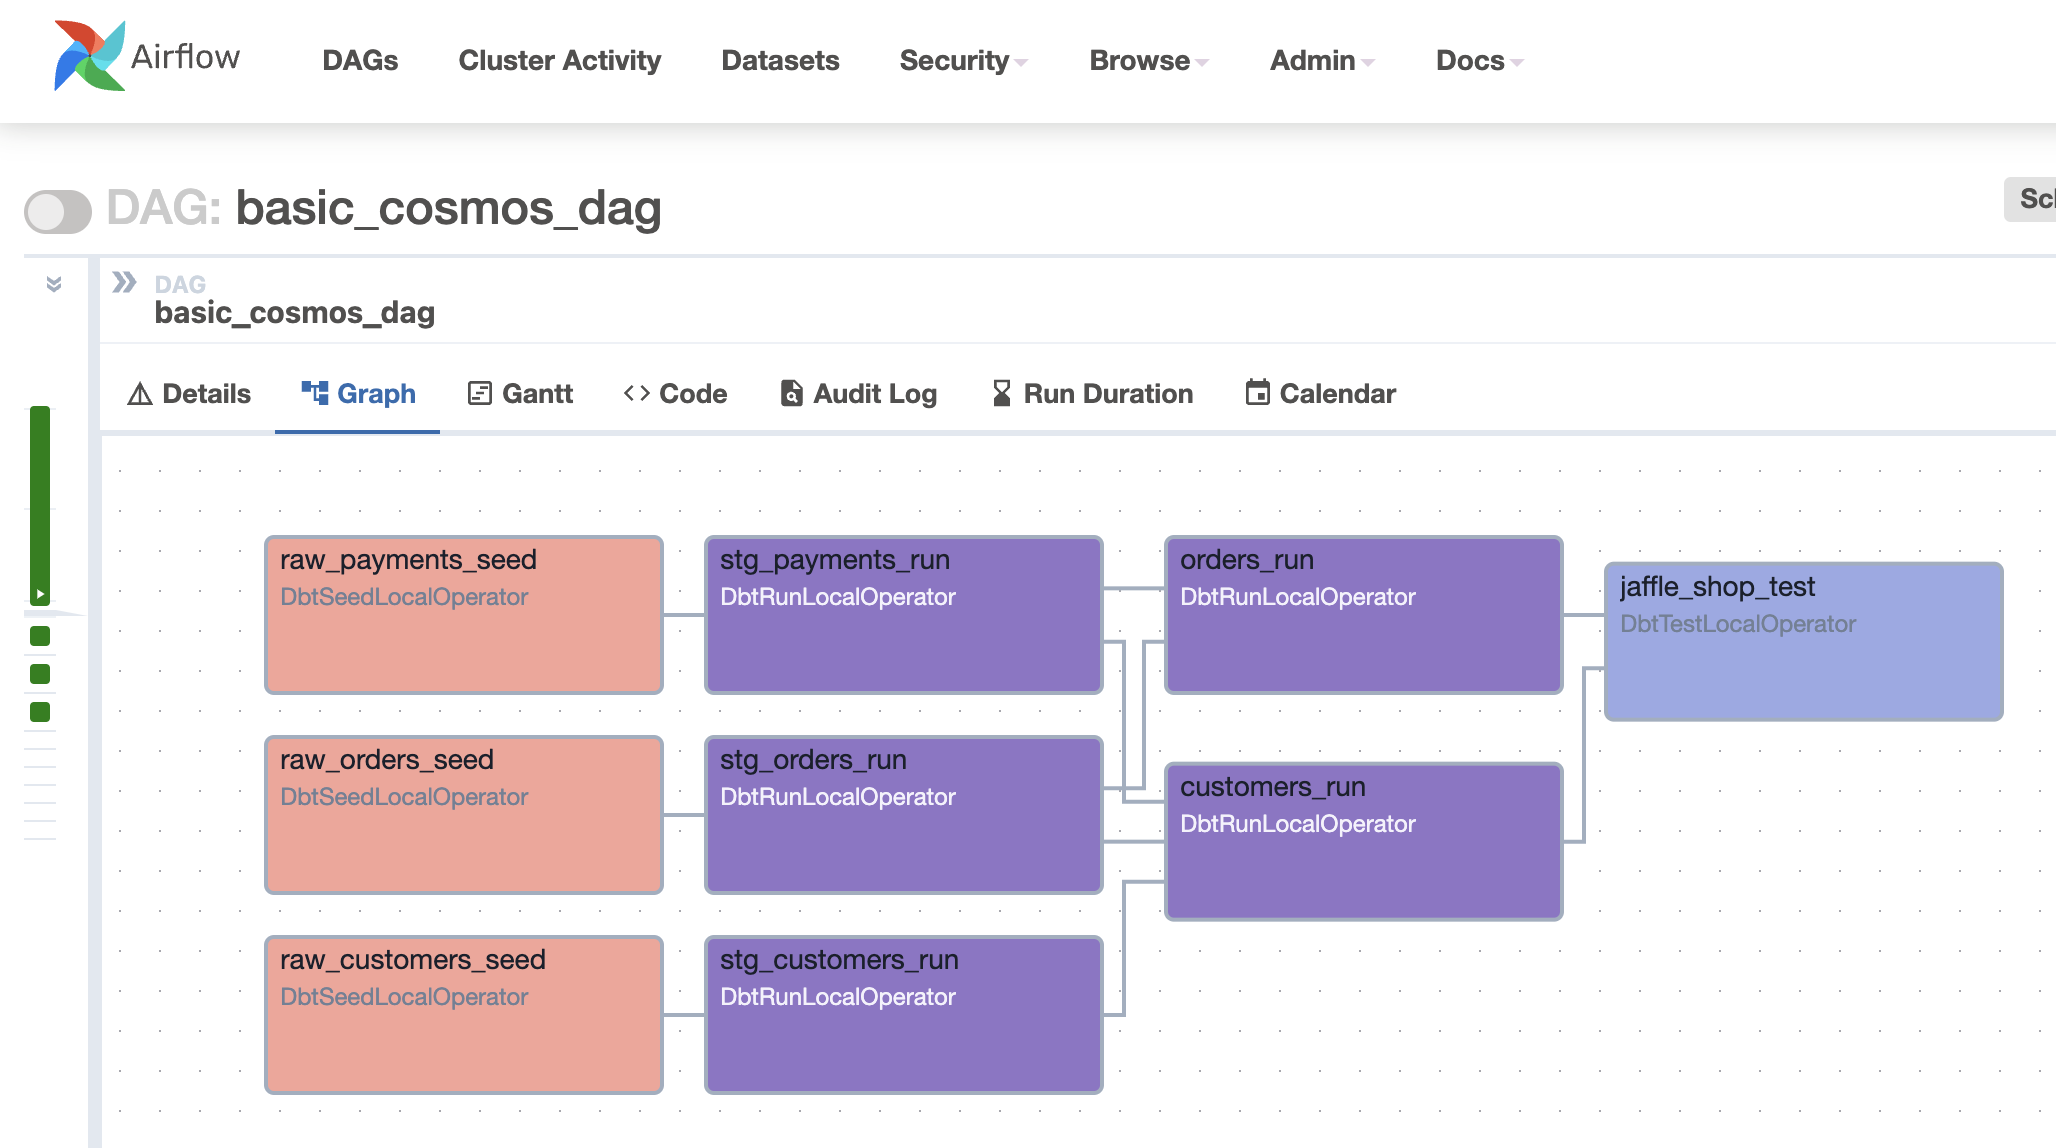 Airflow DAGs Cluster Activity Datasets Security Browse Admin Docs
DAG: basic_cosmos_dag
DAG
basic_cosmos_dag
Details Graph Gantt Code Audit Log Run Duration Calendar
raw_payments_seed
DbtSeedLocalOperator
stg_payments_run
DbtRunLocalOperator
orders_run
DbtRunLocalOperator
jaffle_shop_test
DbtTestLocalOperator
raw_orders_seed
DbtSeedLocalOperator
stg_orders_run
DbtRunLocalOperator
customers_run
DbtRunLocalOperator
raw_customers_seed
DbtSeedLocalOperator
stg_customers_run
DbtRunLocalOperator